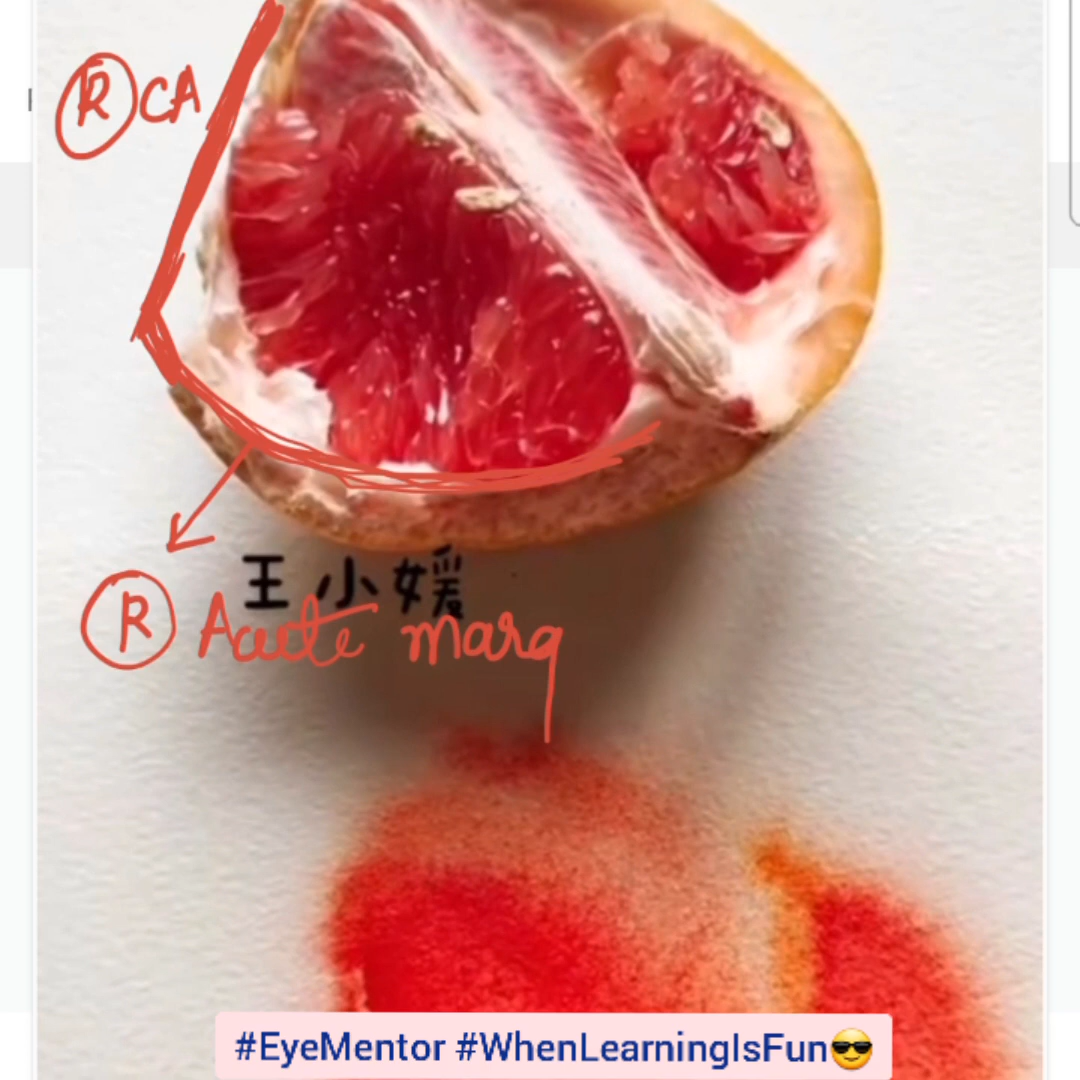 Ⓡ CA
王小媛
Ⓡ Acute marg
#EyeMentor #WhenLearningIsFun😎